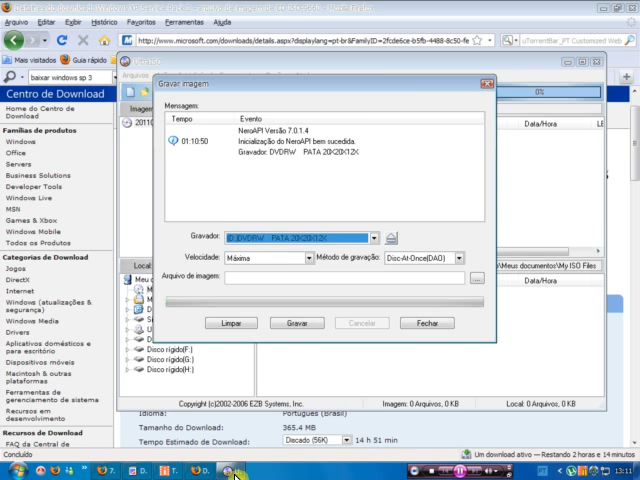 Arquivo Editar Exibir Histórico Favoritos Ferramentas Ajuda
http://www.microsoft.com/downloads/details.aspx?displaylang=pt-br&FamilyID=2fcde6ce-b5fb-4488-8c50-fe
uTorrentBar_PT Customized Web
Mais visitados Guia rápido
baixar windows sp 3
UltraISO
Centro de Download
Home do Centro de
Download
Famílias de produtos
Windows
Office
Servers
Business Solutions
Developer Tools
Windows Live
MSN
Games & Xbox
Windows Mobile
Todos os Produtos
Categorias de Download
Jogos
DirectX
Internet
Windows (atualizações &
segurança)
Windows Media
Drivers
Aplicativos domésticos e
para escritório
Dispositivos móveis
Macintosh & outras
plataformas
Ferramentas de
gerenciamento de sistema
Recursos em
desenvolvimento
Recursos de Download
FAQ da Central de
0%
Data/Hora
Gravar imagem
Mensagem:
Tempo Evento
NeroAPI Versão 7.0.1.4
01:10:50 Inicialização do NeroAPI bem sucedida.
Gravador: DVDRW PATA 20X20X12X
Gravador: (D:)DVDRW PATA 20X20X12X
Velocidade: Máxima Método de gravação: Disc-At-Once(DAO)
Arquivo de imagem: ...
Limpar Gravar Cancelar Fechar
Meus documentos\My ISO Files
Data/Hora
Disco rígido(F:)
Disco rígido(G:)
Disco rígido(H:)
Copyright (c)2002-2006 EZB Systems, Inc. Imagem: 0 Arquivos, 0 KB Local: 0 Arquivos, 0 KB
Idioma: Português (Brasil)
Tamanho do Download: 365.4 MB
Tempo Estimado de Download: Discado (56K) 14 h 51 min
Concluído
Um download ativo — Restando 2 horas e 14 minutos
7. D. T. D.
PT 13:11